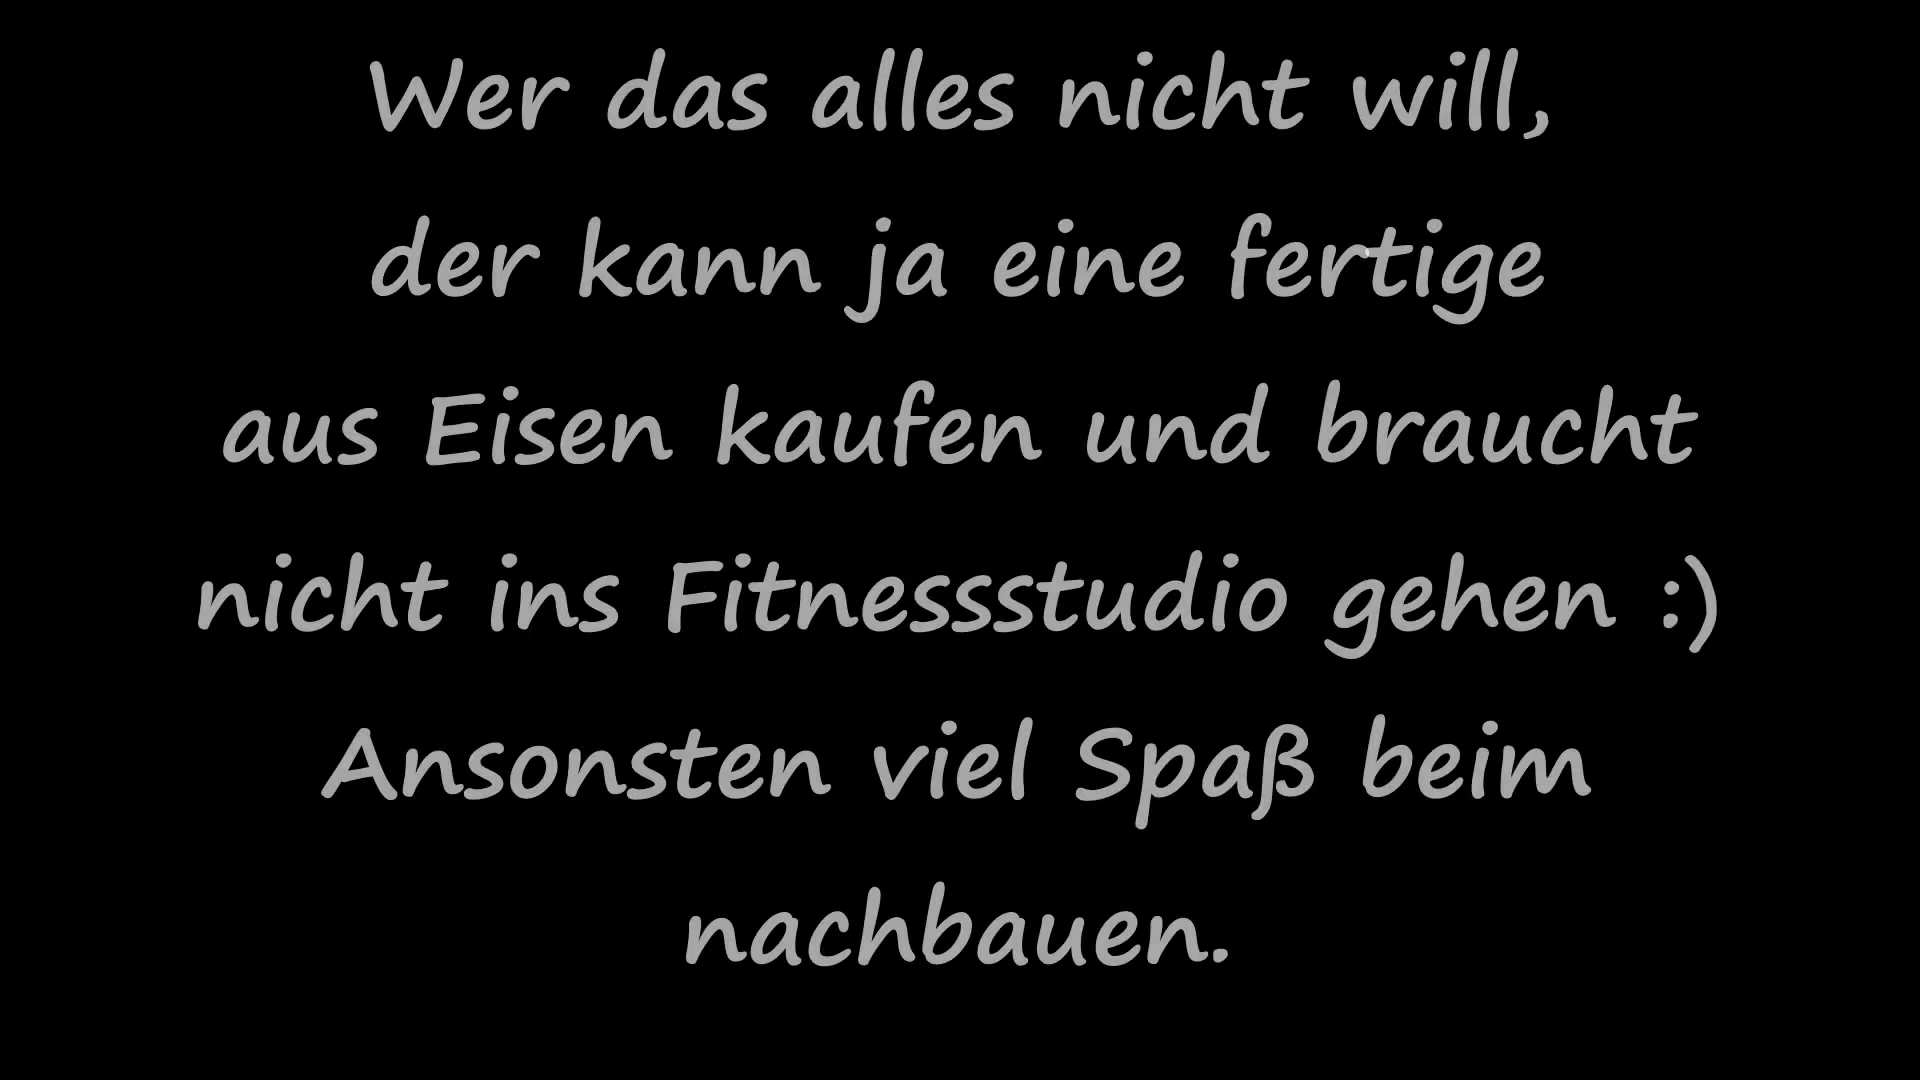 Wer das alles nicht will,
der kann ja eine fertige
aus Eisen kaufen und braucht
nicht ins Fitnessstudio gehen :)
Ansonsten viel Spaß beim
nachbauen.